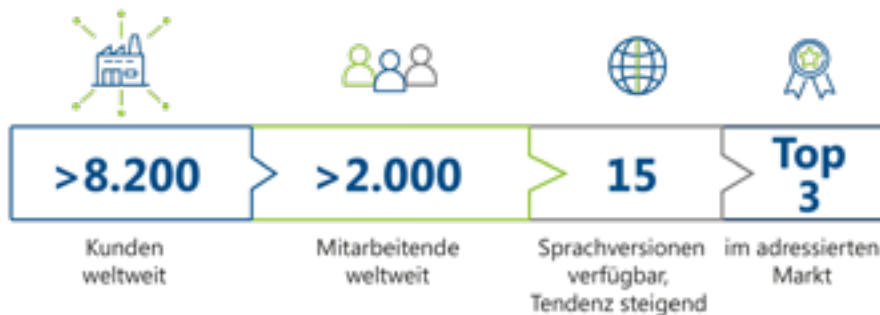 >8.200
Kunden
weltweit
>2.000
Mitarbeitende
weltweit
15
Sprachversionen
verfügbar,
Tendenz steigend
Top
3
im adressierten
Markt